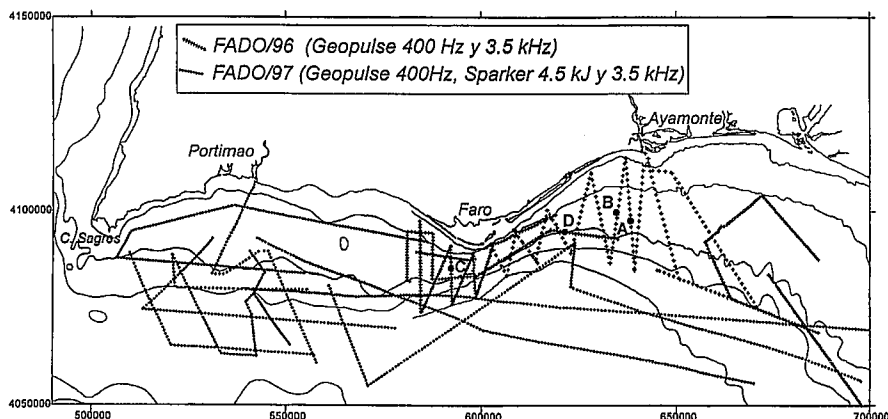 4150000
FADO/96 (Geopulse 400 Hz y 3.5 kHz)
FADO/97 (Geopulse 400Hz, Sparker 4.5 kJ y 3.5 kHz)
Ayamonte
Portimao
Faro
4100000
B
A
D
C. Sagres
C
4050000
500000 550000 600000 650000 700000